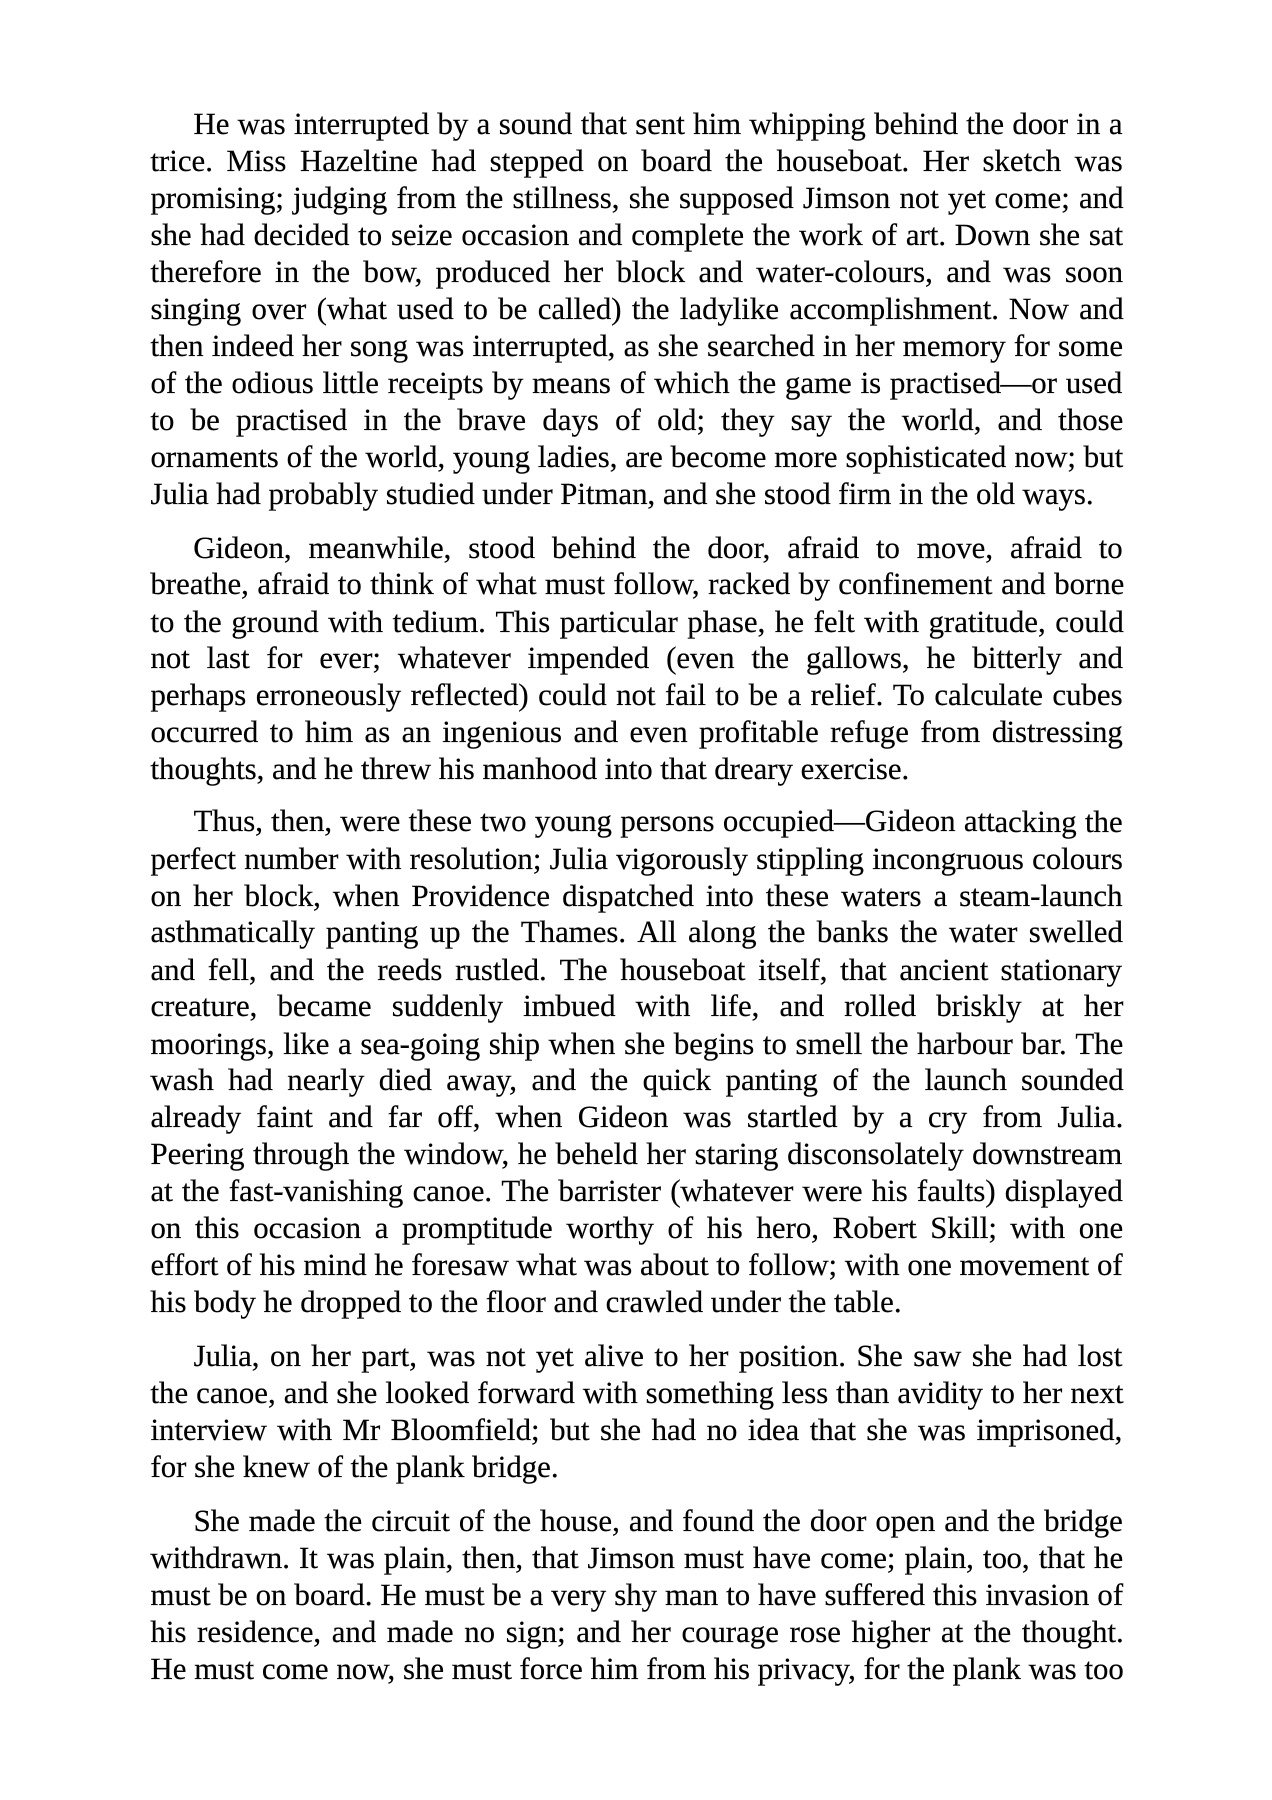 He was interrupted by a sound that sent him whipping behind the door in a
trice. Miss Hazeltine had stepped on board the houseboat. Her sketch was
promising; judging from the stillness, she supposed Jimson not yet come; and
she had decided to seize occasion and complete the work of art. Down she sat
therefore in the bow, produced her block and water-colours, and was soon
singing over (what used to be called) the ladylike accomplishment. Now and
then indeed her song was interrupted, as she searched in her memory for some
of the odious little receipts by means of which the game is practised—or used
to be practised in the brave days of old; they say the world, and those
ornaments of the world, young ladies, are become more sophisticated now; but
Julia had probably studied under Pitman, and she stood firm in the old ways.
Gideon, meanwhile, stood behind the door, afraid to move, afraid to
breathe, afraid to think of what must follow, racked by confinement and borne
to the ground with tedium. This particular phase, he felt with gratitude, could
not last for ever; whatever impended (even the gallows, he bitterly and
perhaps erroneously reflected) could not fail to be a relief. To calculate cubes
occurred to him as an ingenious and even profitable refuge from distressing
thoughts, and he threw his manhood into that dreary exercise.
Thus, then, were these two young persons occupied—Gideon attacking the
perfect number with resolution; Julia vigorously stippling incongruous colours
on her block, when Providence dispatched into these waters a steam-launch
asthmatically panting up the Thames. All along the banks the water swelled
and fell, and the reeds rustled. The houseboat itself, that ancient stationary
creature, became suddenly imbued with life, and rolled briskly at her
moorings, like a sea-going ship when she begins to smell the harbour bar. The
wash had nearly died away, and the quick panting of the launch sounded
already faint and far off, when Gideon was startled by a cry from Julia.
Peering through the window, he beheld her staring disconsolately downstream
at the fast-vanishing canoe. The barrister (whatever were his faults) displayed
on this occasion a promptitude worthy of his hero, Robert Skill; with one
effort of his mind he foresaw what was about to follow; with one movement of
his body he dropped to the floor and crawled under the table.
Julia, on her part, was not yet alive to her position. She saw she had lost
the canoe, and she looked forward with something less than avidity to her next
interview with Mr Bloomfield; but she had no idea that she was imprisoned,
for she knew of the plank bridge.
She made the circuit of the house, and found the door open and the bridge
withdrawn. It was plain, then, that Jimson must have come; plain, too, that he
must be on board. He must be a very shy man to have suffered this invasion of
his residence, and made no sign; and her courage rose higher at the thought.
He must come now, she must force him from his privacy, for the plank was too